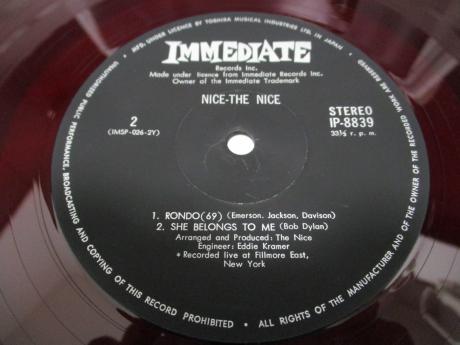 • MFG. UNDER LICENCE BY TOSHIBA MUSICAL INDUSTRIES LTD. IN JAPAN •
UNAUTHORISED PUBLIC PERFORMANCE, BROADCASTING AND COPYING OF THIS RECORD PROHIBITED • ALL RIGHTS OF THE MANUFACTURER AND OF THE OWNER OF THE RECORDED WORK ARE RESERVED
IMMEDIATE
Records Inc.
Made under licence from Immediate Records Inc.
Owner of the Immediate Trademark
NICE-THE NICE
2
(IMSP-026-2Y)
STEREO
IP-8839
33⅓ r. p. m.
1. RONDO(69) (Emerson. Jackson, Davison)
2. SHE BELONGS TO ME (Bob Dylan)
Arranged and Produced: The Nice
Engineer: Eddie Kramer
* Recorded live at Fillmore East,
New York